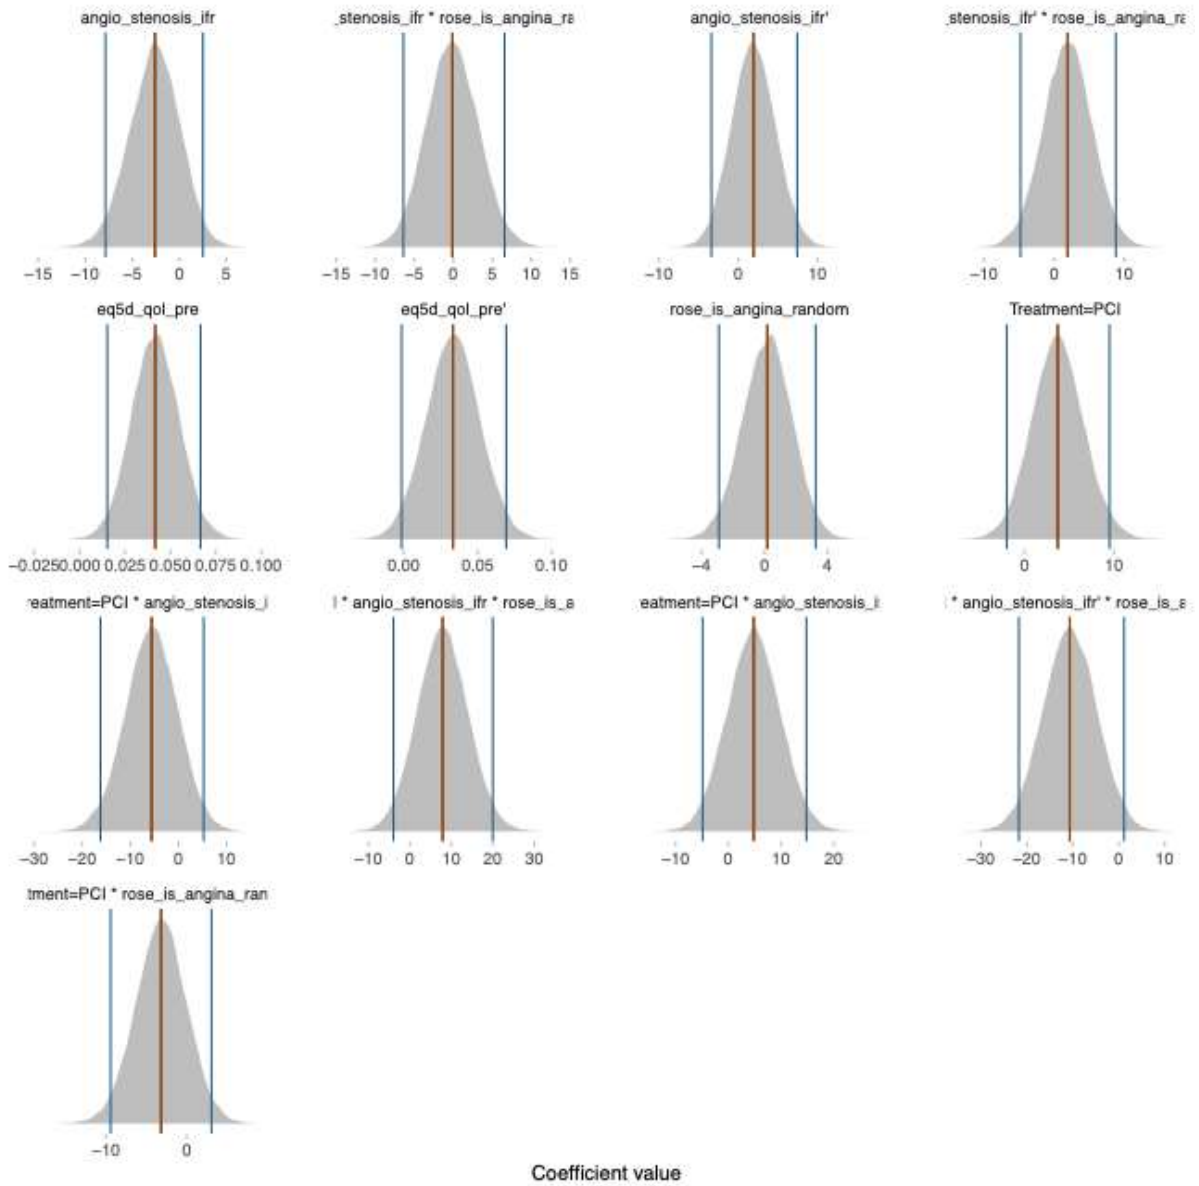 angio_stenosis_ifr
_stenosis_ifr * rose_is_angina_ra
angio_stenosis_ifr'
_stenosis_ifr' * rose_is_angina_ra
−15 −10 −5 0 5
−15 −10 −5 0 5 10 15
−10 0 10
−10 0 10
eq5d_qol_pre
eq5d_qol_pre'
rose_is_angina_random
Treatment=PCI
−0.025 0.000 0.025 0.050 0.075 0.100
0.00 0.05 0.10
−4 0 4
0 10
reatment=PCI * angio_stenosis_i
l * angio_stenosis_ifr * rose_is_a
eatment=PCI * angio_stenosis_i
* angio_stenosis_ifr' * rose_is_a
−30 −20 −10 0 10
−10 0 10 20 30
−10 0 10 20
−30 −20 −10 0 10
tment=PCI * rose_is_angina_ran
−10 0
Coefficient value